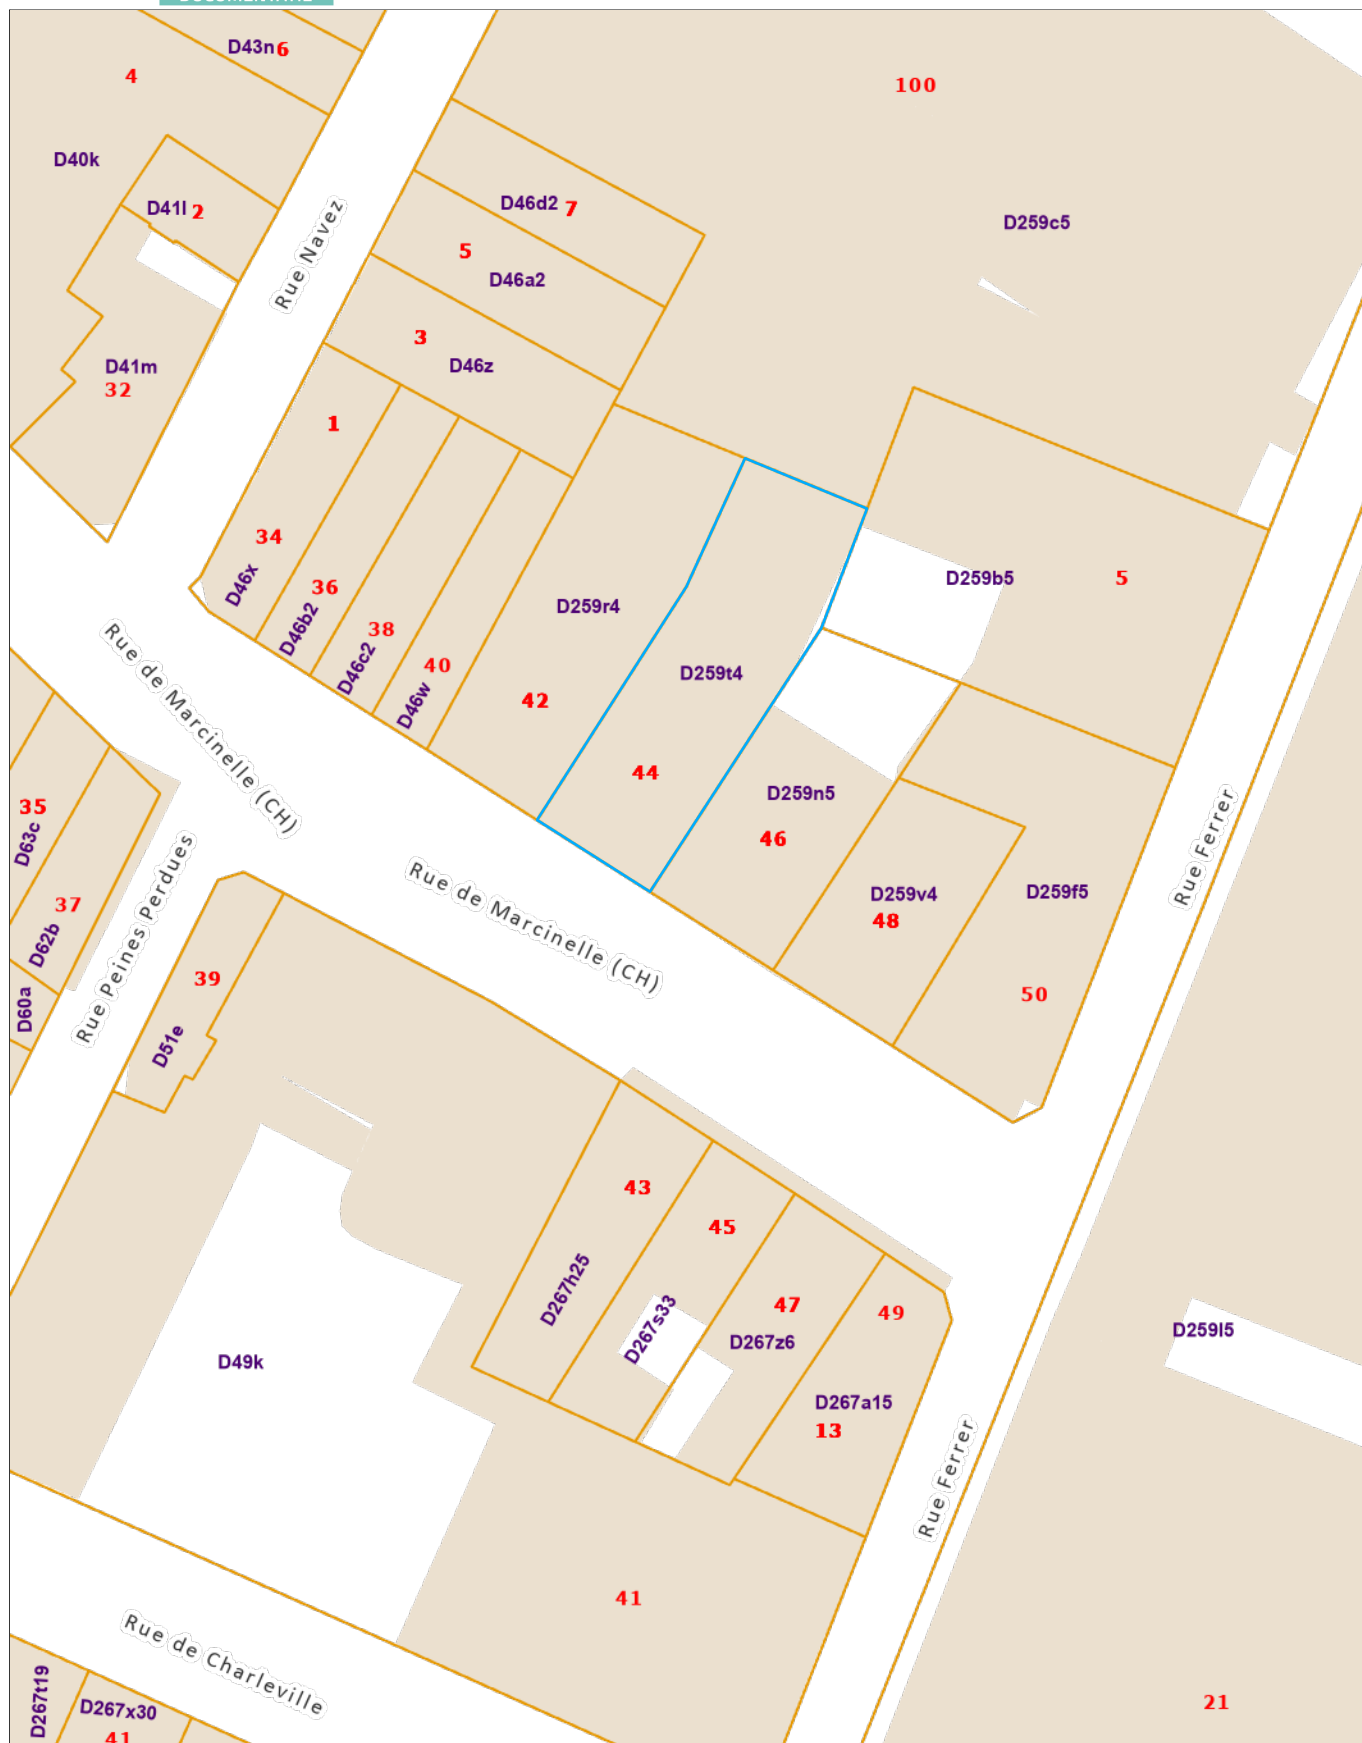 D43n 6
4
100
D40k
D41l 2
Rue Navez
D46d2 7
D259c5
5
D46a2
3
D46z
D41m
32
1
34
D46x
36
D46b2
38
D46c2
40
D46w
D259r4
42
D259t4
44
D259b5
5
Rue de Marcinelle (CH)
D259n5
46
Rue Ferrer
D259v4
48
D259f5
50
35
D63c
37
D62b
D60a
Rue Peines Perdues
Rue de Marcinelle (CH)
39
D51e
43
D267h25
45
D267s33
47
D267z6
49
D267a15
13
D259l5
D49k
Rue Ferrer
41
Rue de Charleville
21
D267t19
D267x30
41